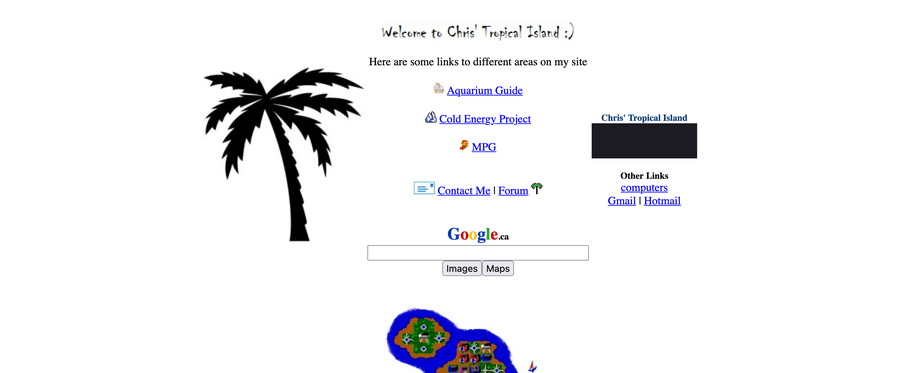 Welcome to Chris' Tropical Island :)
Here are some links to different areas on my site
Aquarium Guide
Cold Energy Project
MPG
Contact Me | Forum
Google.ca
Images Maps
Chris' Tropical Island
Other Links
computers
Gmail | Hotmail